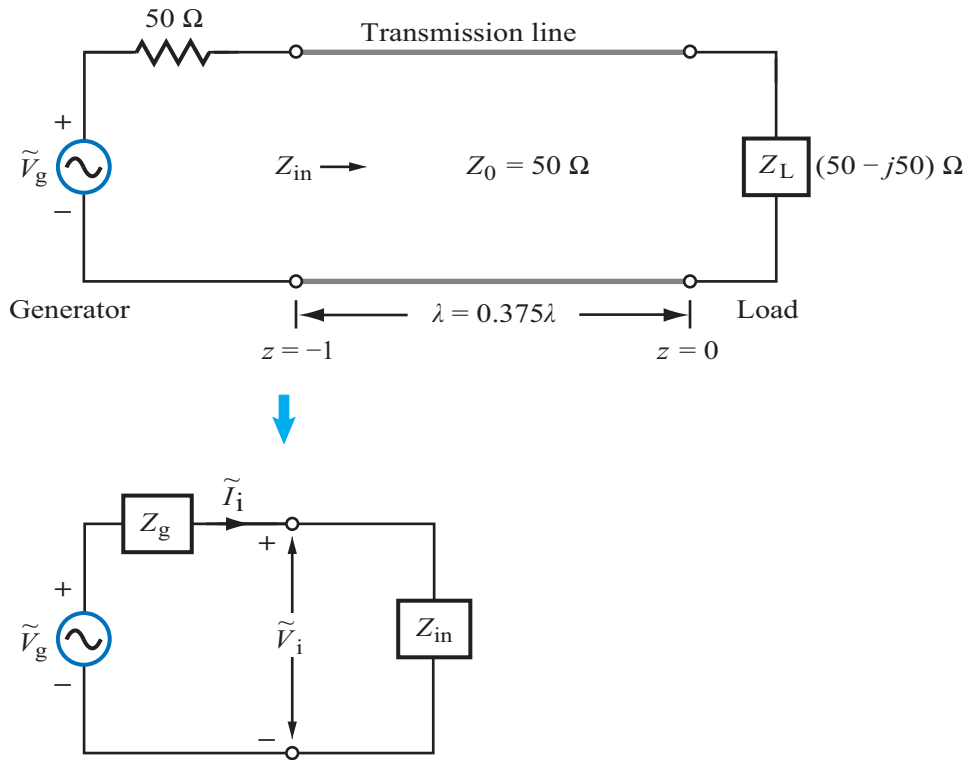 50 Ω
Transmission line
+
Ṽg
−
Zin
Z0 = 50 Ω
ZL
(50 − j50) Ω
Generator
λ = 0.375λ
Load
z = −1
z = 0
Zg
Ĩi
+
+
Ṽg
−
Ṽi
Zin
−